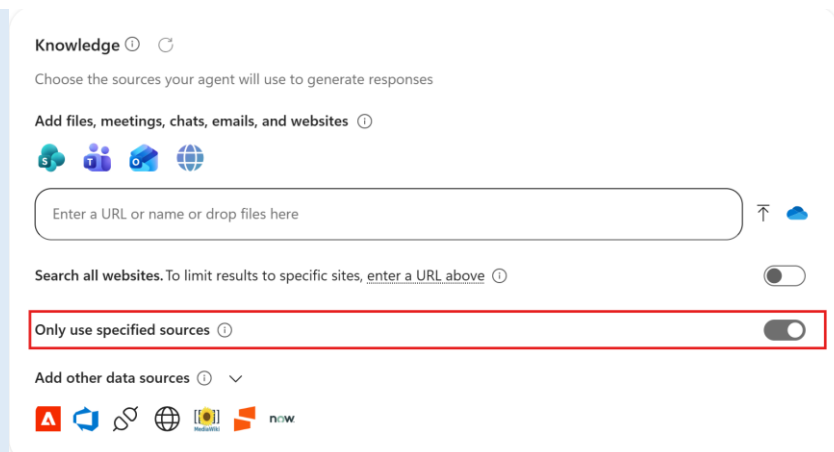 Knowledge
Choose the sources your agent will use to generate responses
Add files, meetings, chats, emails, and websites
Enter a URL or name or drop files here
Search all websites. To limit results to specific sites, enter a URL above
Only use specified sources
Add other data sources
[[ ]] MediaWiki now